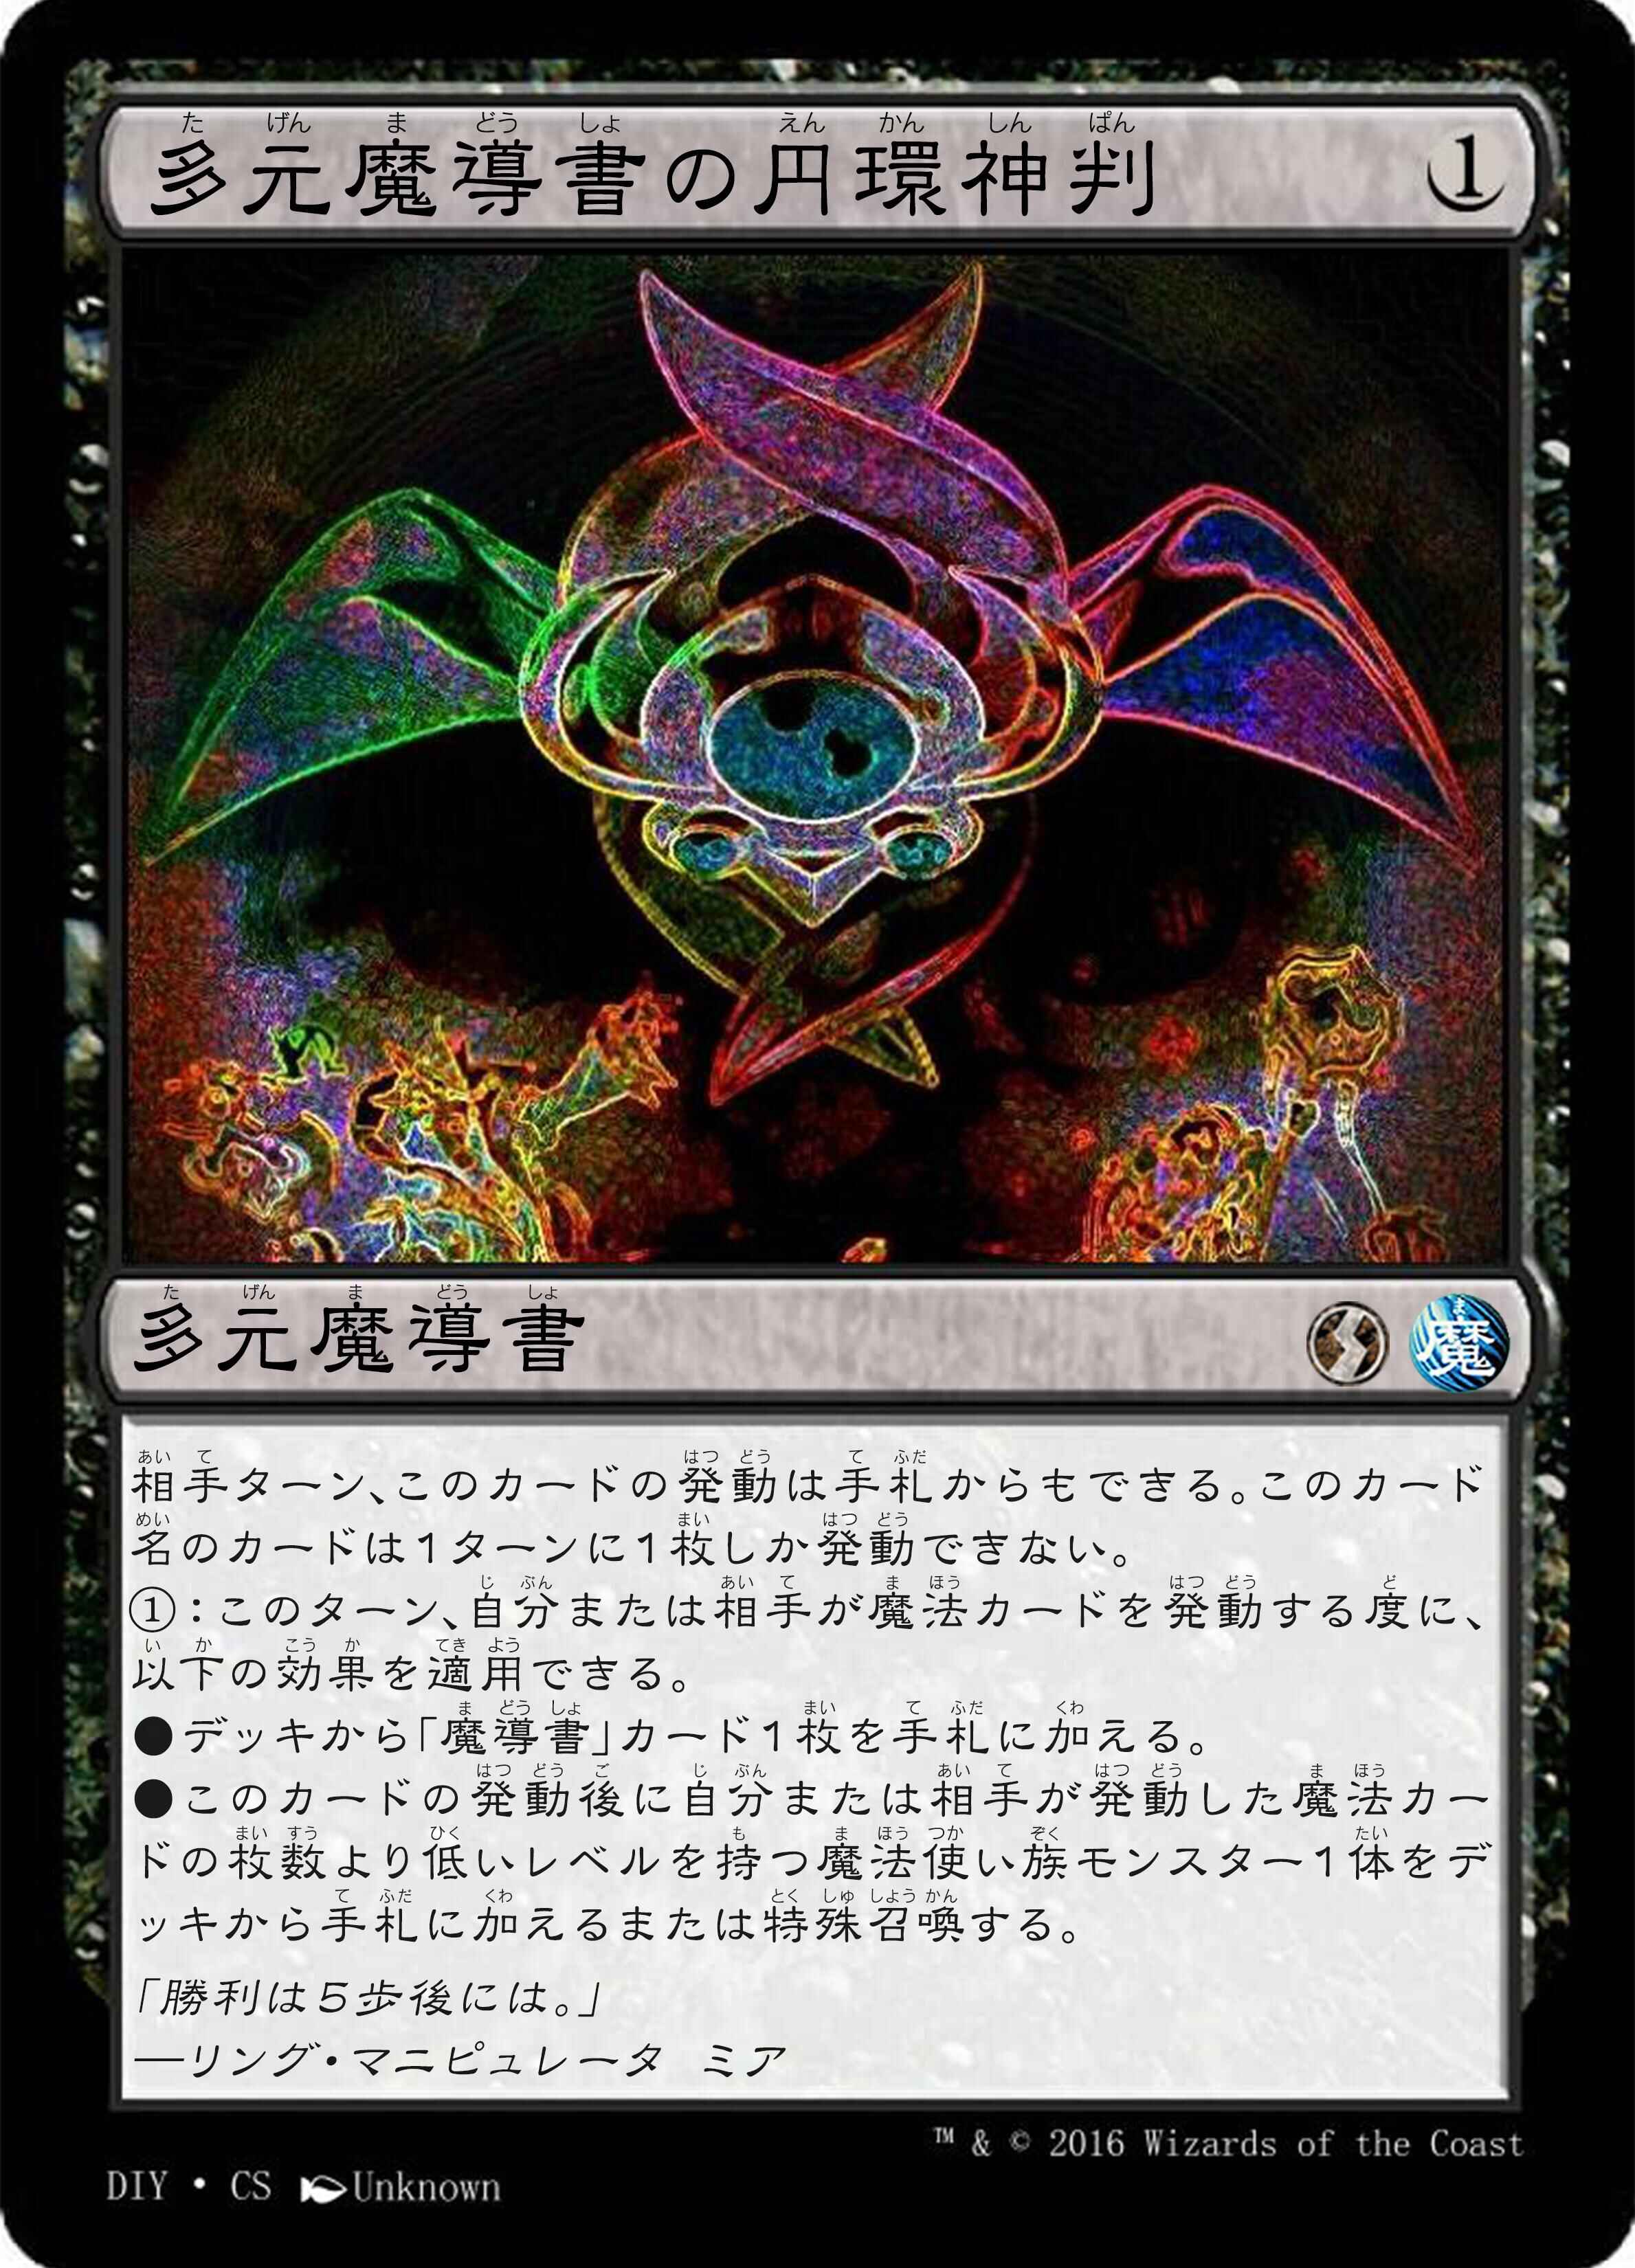 多元魔導書の円環神判 1
多元魔導書 魔
相手ターン、このカードの発動は手札からもできる。このカード
名のカードは1ターンに1枚しか発動できない。
①:このターン、自分または相手が魔法カードを発動する度に、
以下の効果を適用できる。
●デッキから「魔導書」カード1枚を手札に加える。
●このカードの発動後に自分または相手が発動した魔法カー
ドの枚数より低いレベルを持つ魔法使い族モンスター1体をデ
ッキから手札に加えるまたは特殊召喚する。
「勝利は5歩後には。」
―リング・マニピュレータ ミア
™ & © 2016 Wizards of the Coast
DIY • CS Unknown